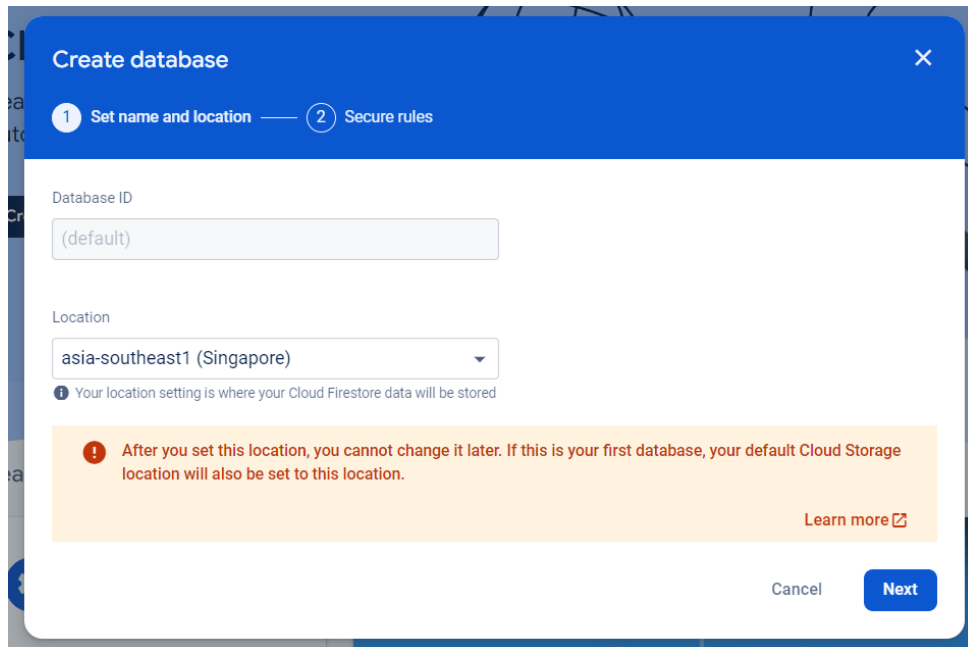 Create database
1 Set name and location 2 Secure rules
Database ID
(default)
Location
asia-southeast1 (Singapore)
Your location setting is where your Cloud Firestore data will be stored
After you set this location, you cannot change it later. If this is your first database, your default Cloud Storage
location will also be set to this location.
Learn more
Cancel Next